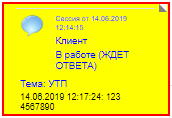 Сессия от 14.06.2019
12:14:15
Клиент
В работе (ЖДЕТ
ОТВЕТА)
Тема: УТП
14.06.2019 12:17:24: 123
4567890